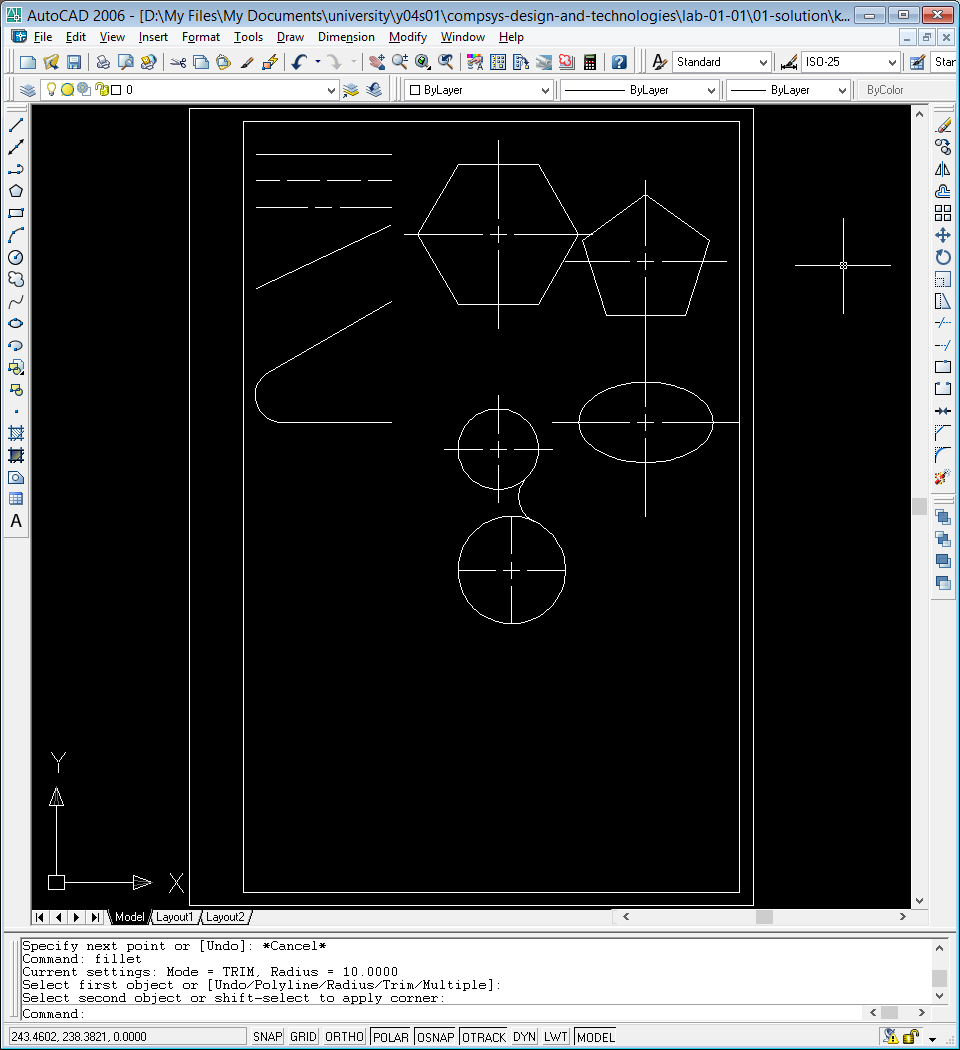 AutoCAD 2006 - [D:\My Files\My Documents\university\y04s01\compsys-design-and-technologies\lab-01-01\01-solution\k...
File Edit View Insert Format Tools Draw Dimension Modify Window Help
Standard ISO-25 Star
0 ByLayer ByLayer ByLayer ByColor
A
Y
X
Model Layout1 Layout2
Specify next point or [Undo]: *Cancel*
Command: fillet
Current settings: Mode = TRIM, Radius = 10.0000
Select first object or [Undo/Polyline/Radius/Trim/Multiple]:
Select second object or shift-select to apply corner:
Command:
243.4602, 238.3821, 0.0000 SNAP GRID ORTHO POLAR OSNAP OTRACK DYN LWT MODEL